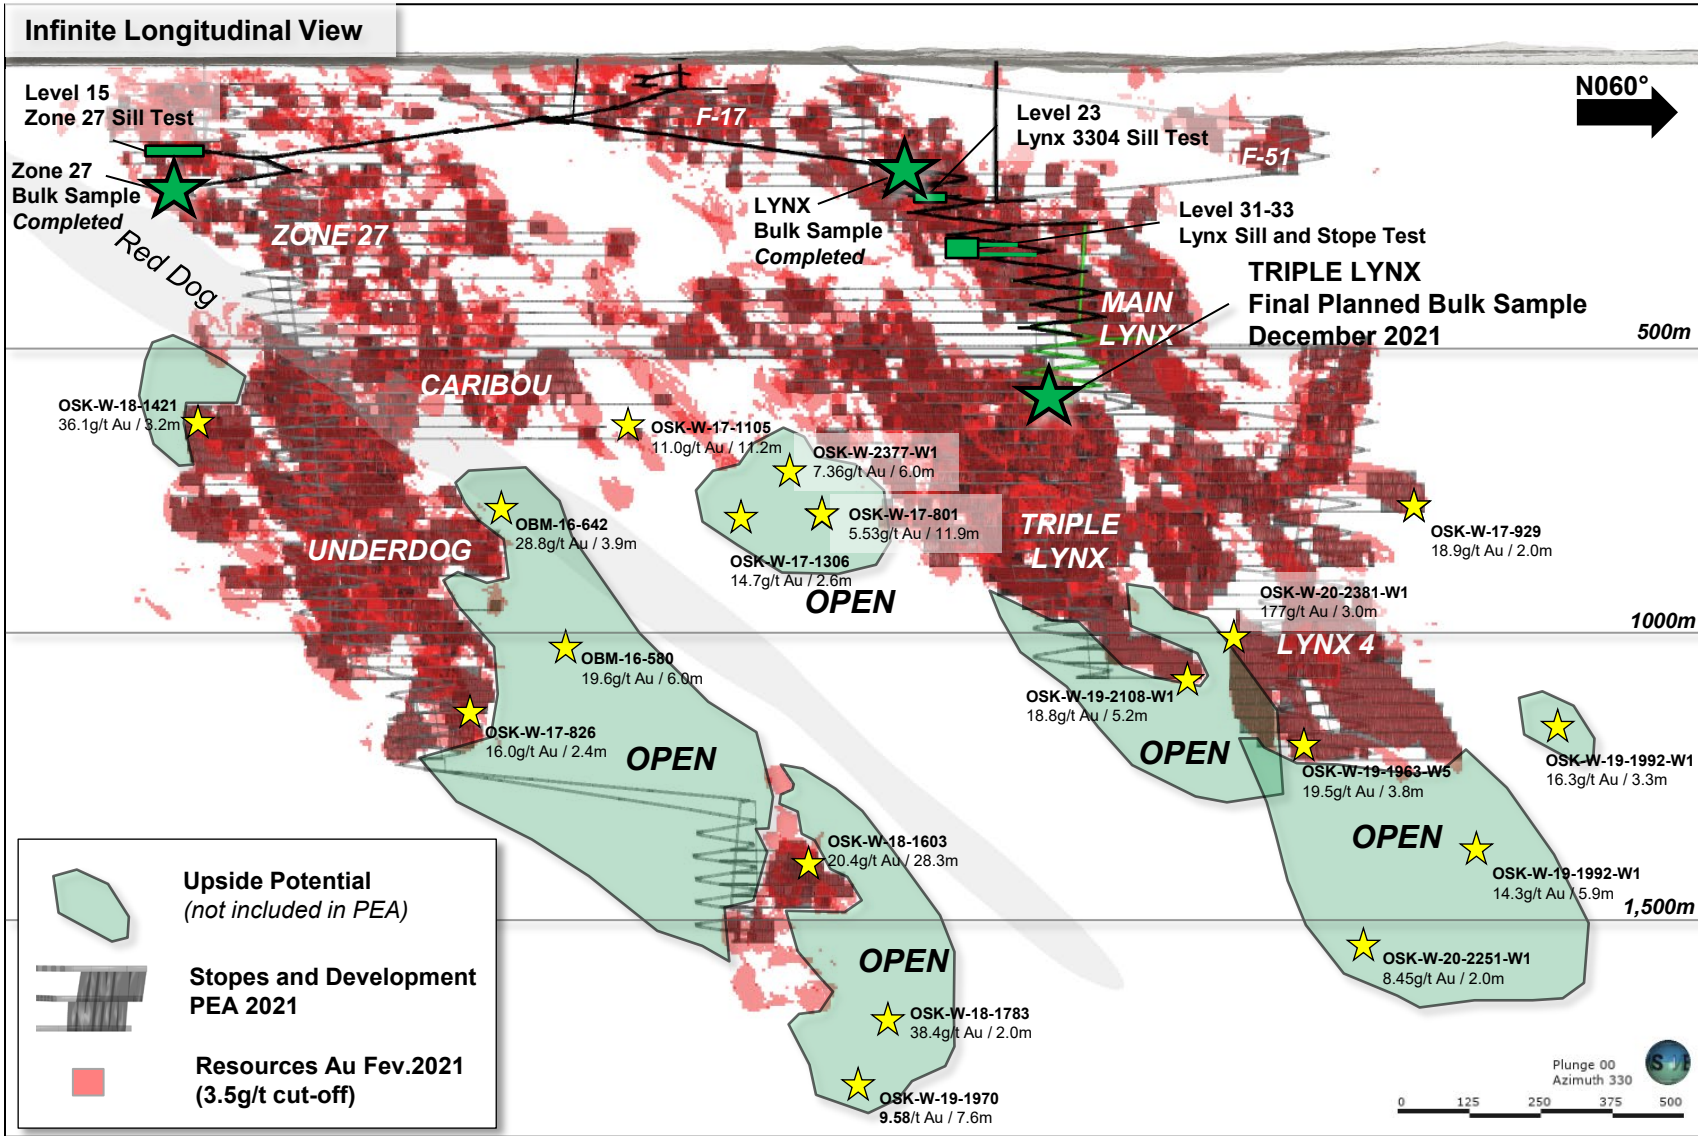 Infinite Longitudinal View
N060°
Level 15
Zone 27 Sill Test
Zone 27
Bulk Sample
Completed
Red Dog
ZONE 27
F-17
Level 23
Lynx 3304 Sill Test
F-51
LYNX
Bulk Sample
Completed
Level 31-33
Lynx Sill and Stope Test
TRIPLE LYNX
Final Planned Bulk Sample
December 2021
MAIN
LYNX
500m
CARIBOU
OSK-W-18-1421
36.1g/t Au / 3.2m
OSK-W-17-1105
11.0g/t Au / 11.2m
OSK-W-2377-W1
7.36g/t Au / 6.0m
OSK-W-17-801
5.53g/t Au / 11.9m
OSK-W-17-1306
14.7g/t Au / 2.6m
OPEN
OBM-16-642
28.8g/t Au / 3.9m
UNDERDOG
TRIPLE
LYNX
OSK-W-17-929
18.9g/t Au / 2.0m
OSK-W-20-2381-W1
177g/t Au / 3.0m
1000m
LYNX 4
OBM-16-580
19.6g/t Au / 6.0m
OSK-W-19-2108-W1
18.8g/t Au / 5.2m
OPEN
OSK-W-17-826
16.0g/t Au / 2.4m
OPEN
OSK-W-19-1963-W5
19.5g/t Au / 3.8m
OSK-W-19-1992-W1
16.3g/t Au / 3.3m
OPEN
OSK-W-18-1603
20.4g/t Au / 28.3m
OSK-W-19-1992-W1
14.3g/t Au / 5.9m
1,500m
OPEN
OSK-W-20-2251-W1
8.45g/t Au / 2.0m
OSK-W-18-1783
38.4g/t Au / 2.0m
OSK-W-19-1970
9.58/t Au / 7.6m
Upside Potential
(not included in PEA)
Stopes and Development
PEA 2021
Resources Au Fev.2021
(3.5g/t cut-off)
Plunge 00
Azimuth 330
0 125 250 375 500